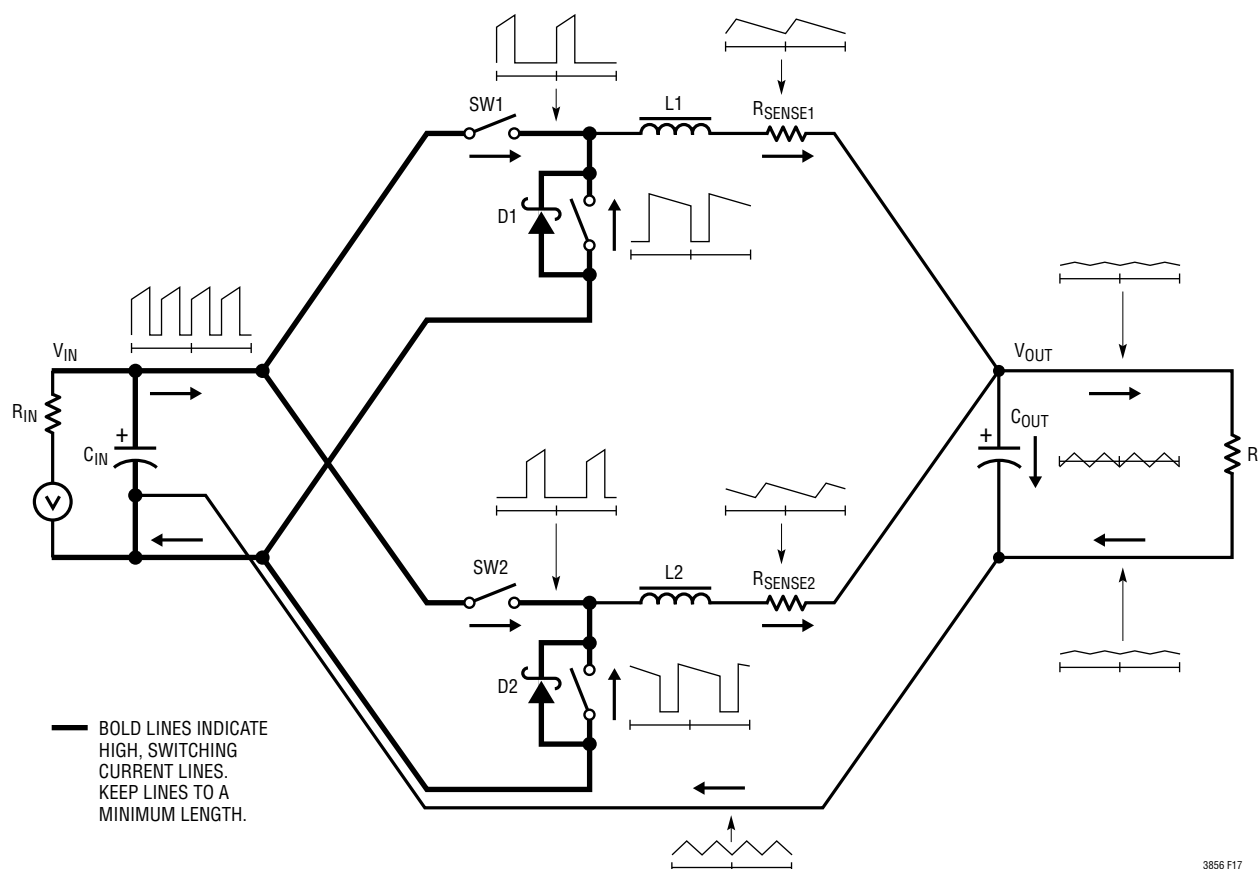 SW1
L1
RSENSE1
D1
VIN
RIN
+
CIN
V
VOUT
+
COUT
R
SW2
L2
RSENSE2
D2
BOLD LINES INDICATE
HIGH, SWITCHING
CURRENT LINES.
KEEP LINES TO A
MINIMUM LENGTH.
3856 F17